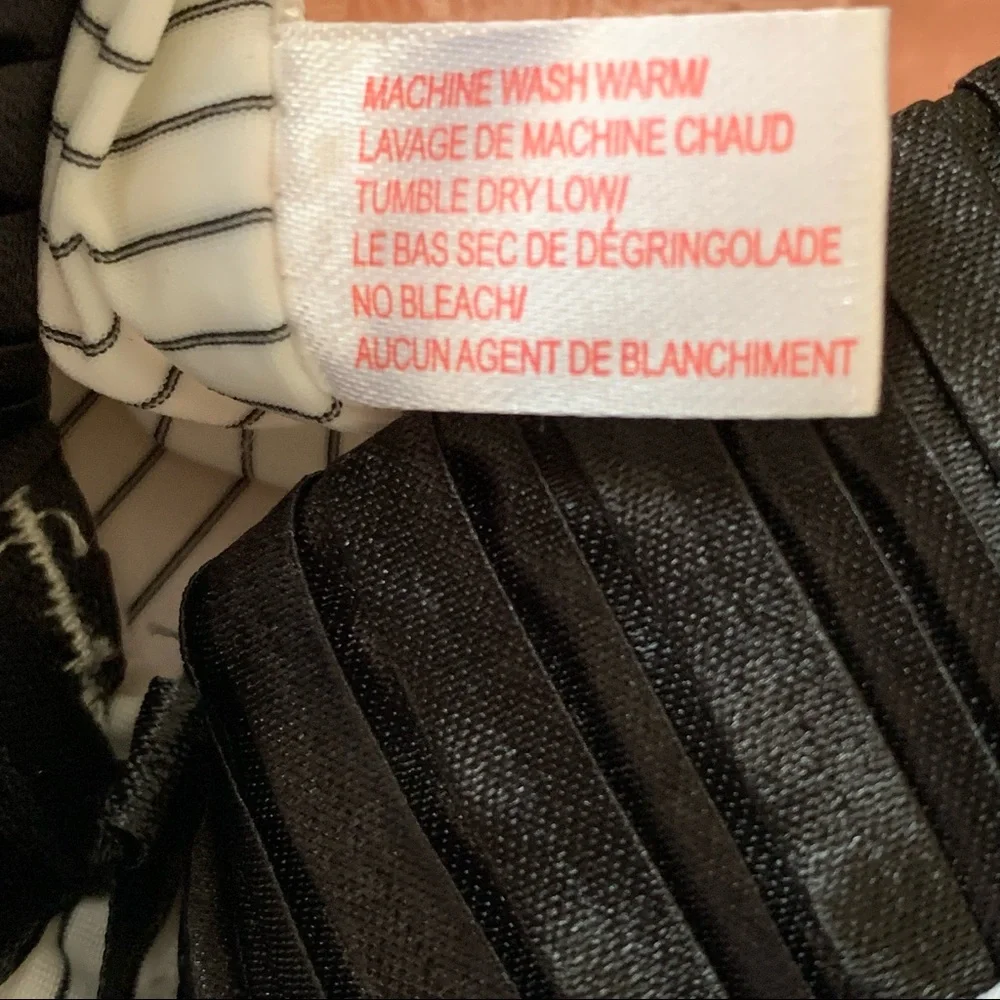 MACHINE WASH WARM/
LAVAGE DE MACHINE CHAUD
TUMBLE DRY LOW/
LE BAS SEC DE DÉGRINGOLADE
NO BLEACH/
AUCUN AGENT DE BLANCHIMENT